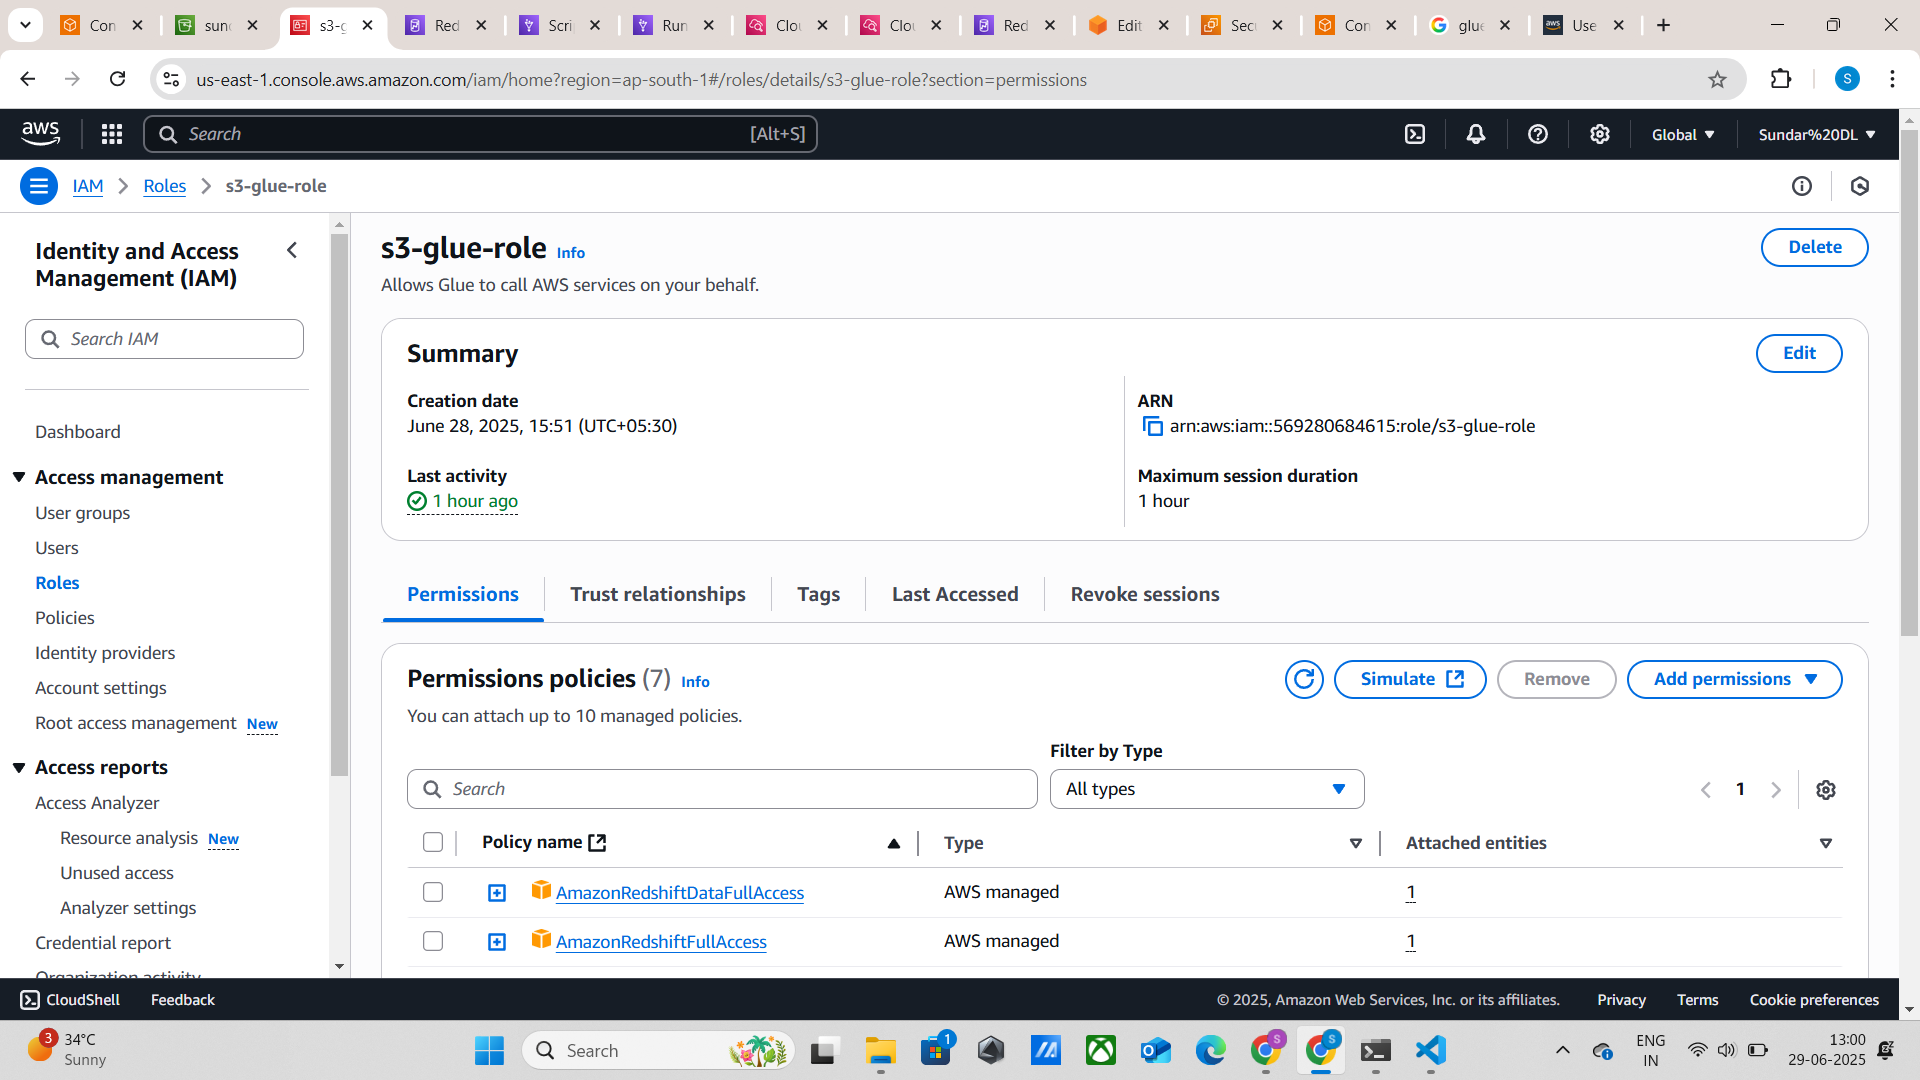 Con
sund
s3-g
Red
Scri
Run
Clou
Clou
Red
Edit
Secu
Con
glue
Use
us-east-1.console.aws.amazon.com/iam/home?region=ap-south-1#/roles/details/s3-glue-role?section=permissions
S
aws
Search
[Alt+S]
Global
Sundar%20DL
IAM
Roles
s3-glue-role
Identity and Access
Management (IAM)
Search IAM
Dashboard
Access management
User groups
Users
Roles
Policies
Identity providers
Account settings
Root access management New
Access reports
Access Analyzer
Resource analysis New
Unused access
Analyzer settings
Credential report
Organization activity
s3-glue-role Info
Delete
Allows Glue to call AWS services on your behalf.
Summary
Edit
Creation date
June 28, 2025, 15:51 (UTC+05:30)
ARN
arn:aws:iam::569280684615:role/s3-glue-role
Last activity
1 hour ago
Maximum session duration
1 hour
Permissions
Trust relationships
Tags
Last Accessed
Revoke sessions
Permissions policies (7) Info
Simulate
Remove
Add permissions
You can attach up to 10 managed policies.
Filter by Type
Search
All types
1
Policy name
Type
Attached entities
AmazonRedshiftDataFullAccess
AWS managed
1
AmazonRedshiftFullAccess
AWS managed
1
CloudShell
Feedback
© 2025, Amazon Web Services, Inc. or its affiliates.
Privacy
Terms
Cookie preferences
3
34°C
Sunny
Search
1
S
S
ENG
IN
13:00
29-06-2025